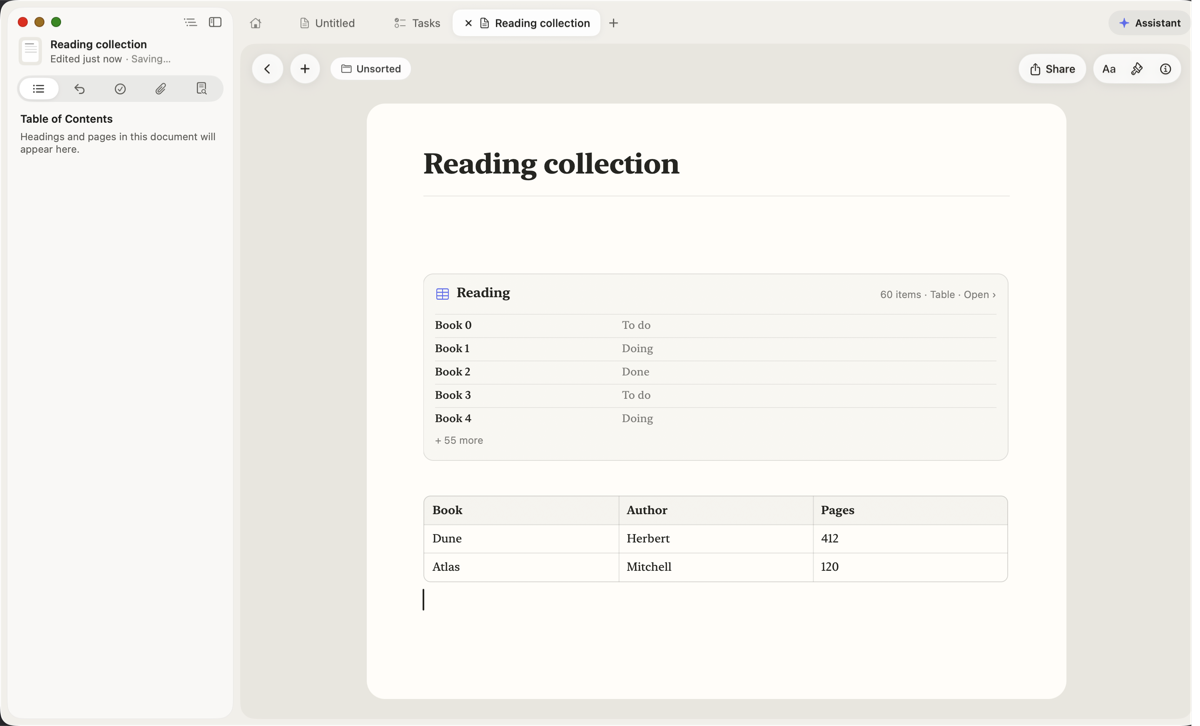 Untitled
Tasks
Reading collection
Assistant
Reading collection
Edited just now · Saving...
Table of Contents
Headings and pages in this document will
appear here.
Unsorted
Share
Aa
Reading collection
Reading
60 items · Table · Open ›
Book 0 To do
Book 1 Doing
Book 2 Done
Book 3 To do
Book 4 Doing
+ 55 more
Book Author Pages
Dune Herbert 412
Atlas Mitchell 120